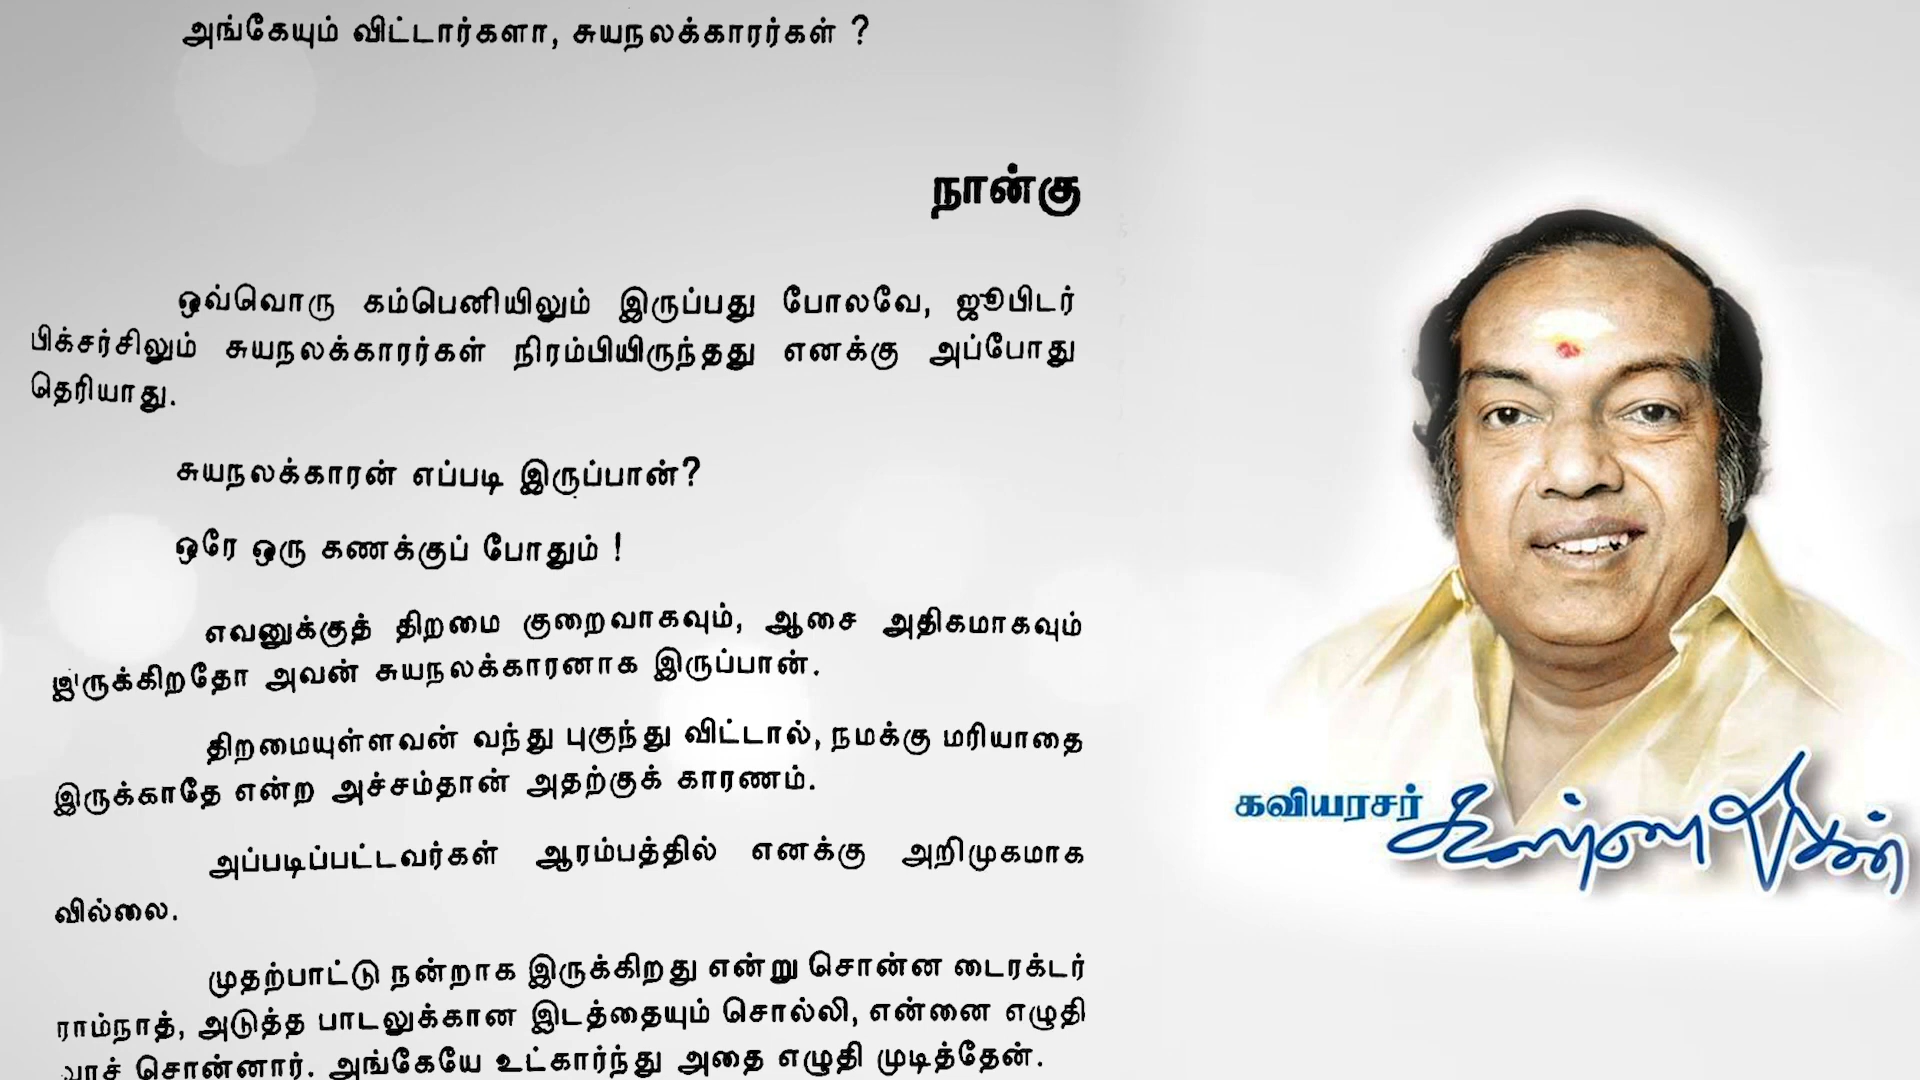 அங்கேயும் விட்டார்களா, சுயநலக்காரர்கள் ?
நான்கு
ஒவ்வொரு கம்பெனியிலும் இருப்பது போலவே, ஜூபிடர்
பிக்சர்சிலும் சுயநலக்காரர்கள் நிரம்பியிருந்தது எனக்கு அப்போது
தெரியாது.
சுயநலக்காரன் எப்படி இருப்பான்?
ஒரே ஒரு கணக்குப் போதும் !
எவனுக்குத் திறமை குறைவாகவும், ஆசை அதிகமாகவும்
இருக்கிறதோ அவன் சுயநலக்காரனாக இருப்பான்.
திறமையுள்ளவன் வந்து புகுந்து விட்டால், நமக்கு மரியாதை
இருக்காதே என்ற அச்சம்தான் அதற்குக் காரணம்.
அப்படிப்பட்டவர்கள் ஆரம்பத்தில் எனக்கு அறிமுகமாக
வில்லை.
முதற்பாட்டு நன்றாக இருக்கிறது என்று சொன்ன டைரக்டர்
ராம்நாத், அடுத்த பாடலுக்கான இடத்தையும் சொல்லி, என்னை எழுதி
சொன்னார். அங்கேயே உட்கார்ந்து அதை எழுதி முடித்தேன்.
கவியரசர் கண்ணதாசன்